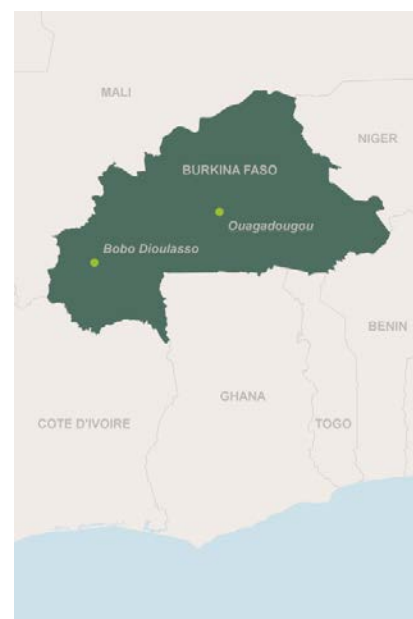 MALI
NIGER
BURKINA FASO
Ouagadougou
Bobo Dioulasso
BENIN
GHANA
COTE D'IVOIRE
TOGO